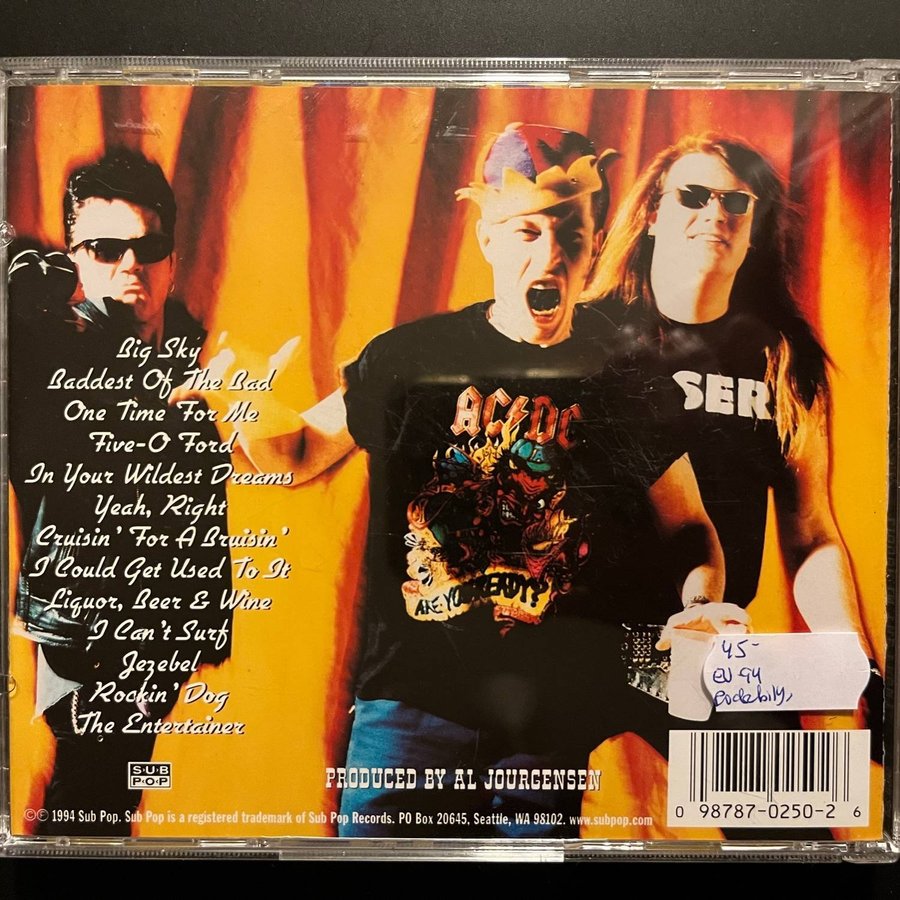 Big Sky
Baddest Of The Bad
One Time For Me
Five-O Ford
In Your Wildest Dreams
Yeah, Right
Cruisin' For A Bruisin'
I Could Get Used To It
Liquor, Beer & Wine
I Can't Surf
Jezebel
Rockin' Dog
The Entertainer
AC/DC
ARE YOU READY?
SER
45-
EU 94
Rockabilly,
SUB
POP
PRODUCED BY AL JOURGENSEN
©℗ 1994 Sub Pop. Sub Pop is a registered trademark of Sub Pop Records. PO Box 20645, Seattle, WA 98102. www.subpop.com
0 98787-0250-2 6